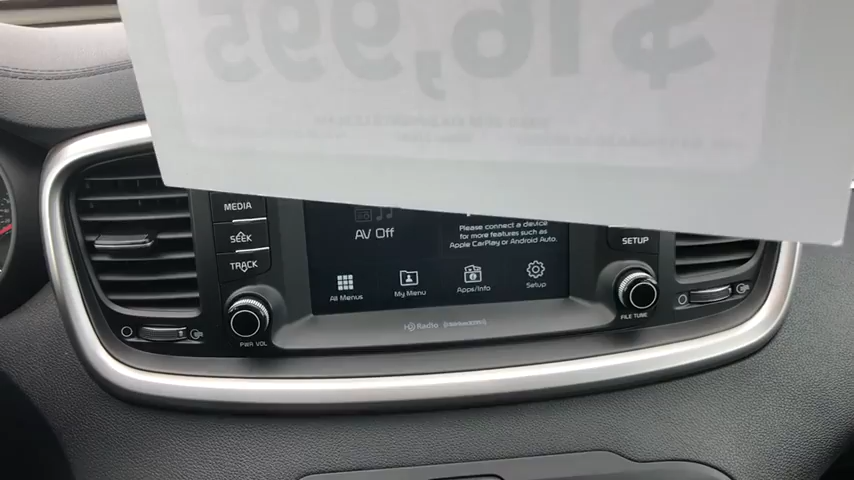 $16,995
MEDIA
SEEK
TRACK
PWR VOL
AV Off
Please connect a device
for more features such as
Apple CarPlay or Android Auto.
All Menus
My Menu
Apps/Info
Setup
HD Radio
SETUP
FILE TUNE